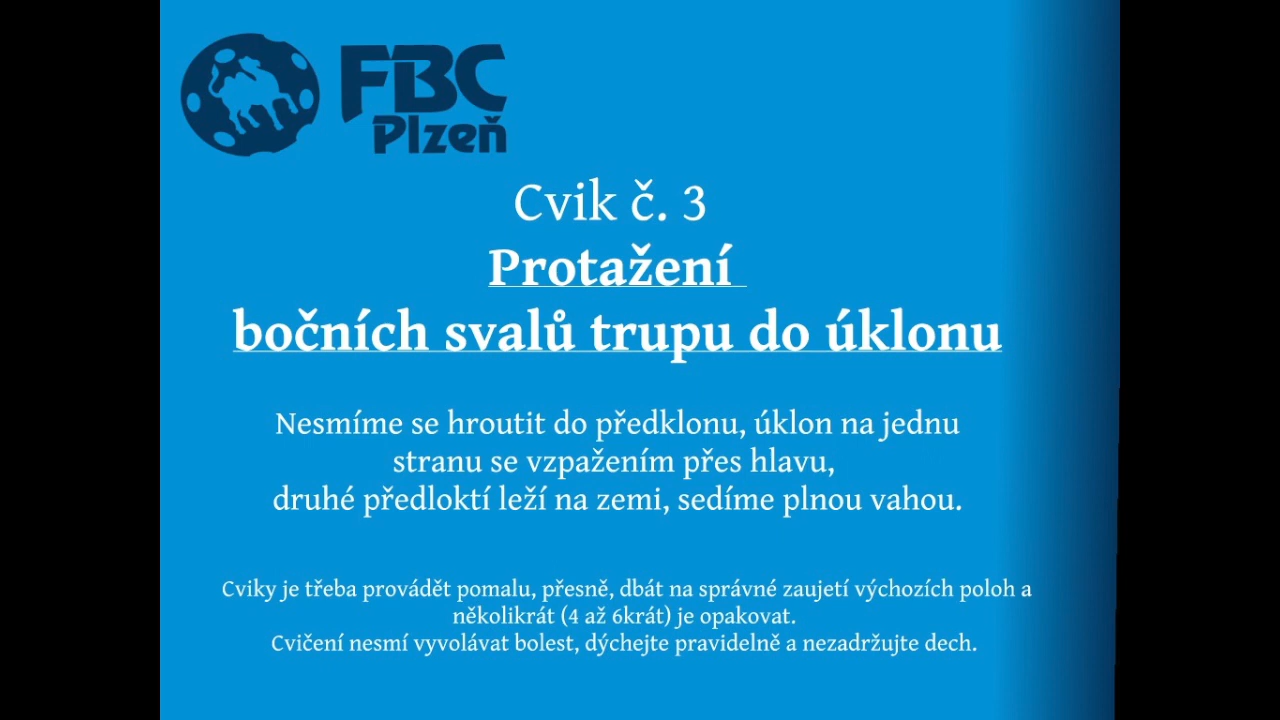 FBC
Plzeň
Cvik č. 3
Protažení
bočních svalů trupu do úklonu
Nesmíme se hroutit do předklonu, úklon na jednu
stranu se vzpažením přes hlavu,
druhé předloktí leží na zemi, sedíme plnou vahou.
Cviky je třeba provádět pomalu, přesně, dbát na správné zaujetí výchozích poloh a
několikrát (4 až 6krát) je opakovat.
Cvičení nesmí vyvolávat bolest, dýchejte pravidelně a nezadržujte dech.